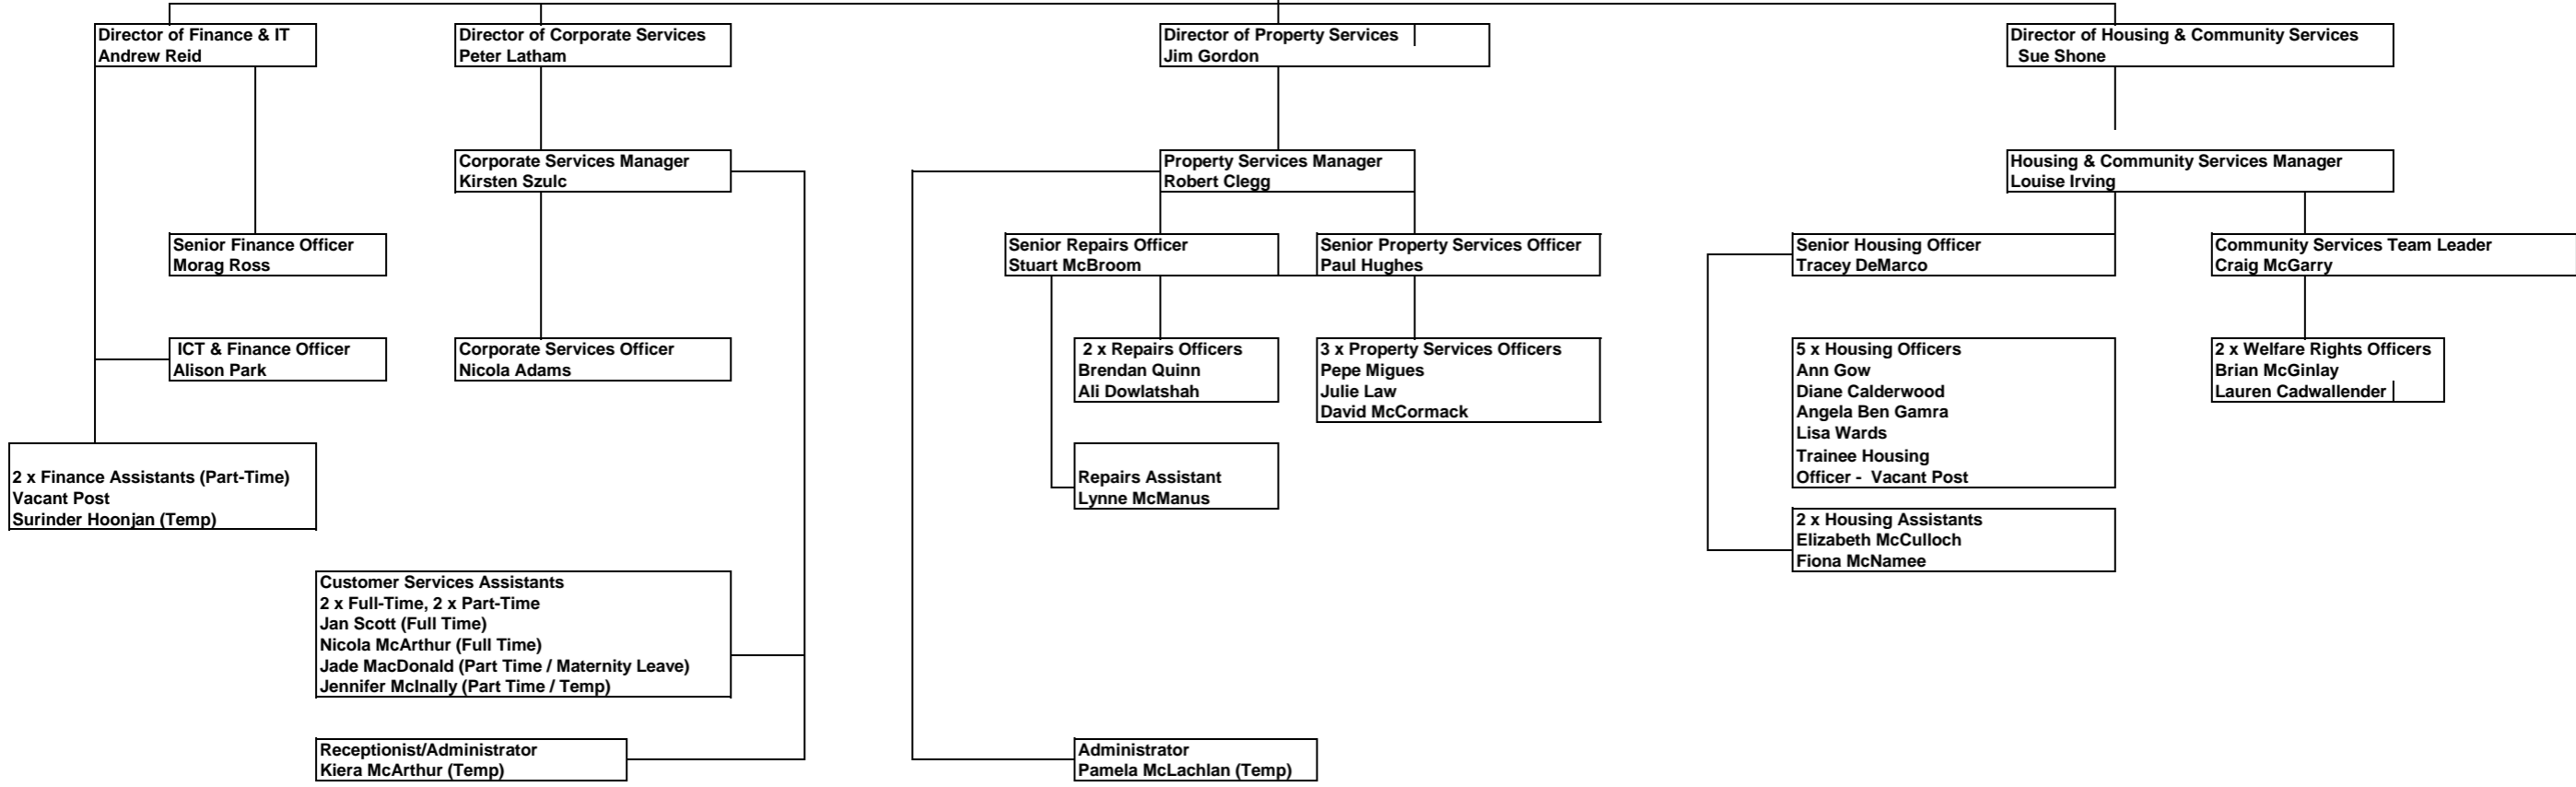 Director of Finance & IT
Andrew Reid
Director of Corporate Services
Peter Latham
Director of Property Services
Jim Gordon
Director of Housing & Community Services
Sue Shone
Corporate Services Manager
Kirsten Szulc
Property Services Manager
Robert Clegg
Housing & Community Services Manager
Louise Irving
Senior Finance Officer
Morag Ross
Senior Repairs Officer
Stuart McBroom
Senior Property Services Officer
Paul Hughes
Senior Housing Officer
Tracey DeMarco
Community Services Team Leader
Craig McGarry
ICT & Finance Officer
Alison Park
Corporate Services Officer
Nicola Adams
2 x Repairs Officers
Brendan Quinn
Ali Dowlatshah
3 x Property Services Officers
Pepe Migues
Julie Law
David McCormack
5 x Housing Officers
Ann Gow
Diane Calderwood
Angela Ben Gamra
Lisa Wards
Trainee Housing
Officer - Vacant Post
2 x Welfare Rights Officers
Brian McGinlay
Lauren Cadwallender
2 x Finance Assistants (Part-Time)
Vacant Post
Surinder Hoonjan (Temp)
Repairs Assistant
Lynne McManus
2 x Housing Assistants
Elizabeth McCulloch
Fiona McNamee
Customer Services Assistants
2 x Full-Time, 2 x Part-Time
Jan Scott (Full Time)
Nicola McArthur (Full Time)
Jade MacDonald (Part Time / Maternity Leave)
Jennifer McInally (Part Time / Temp)
Receptionist/Administrator
Kiera McArthur (Temp)
Administrator
Pamela McLachlan (Temp)